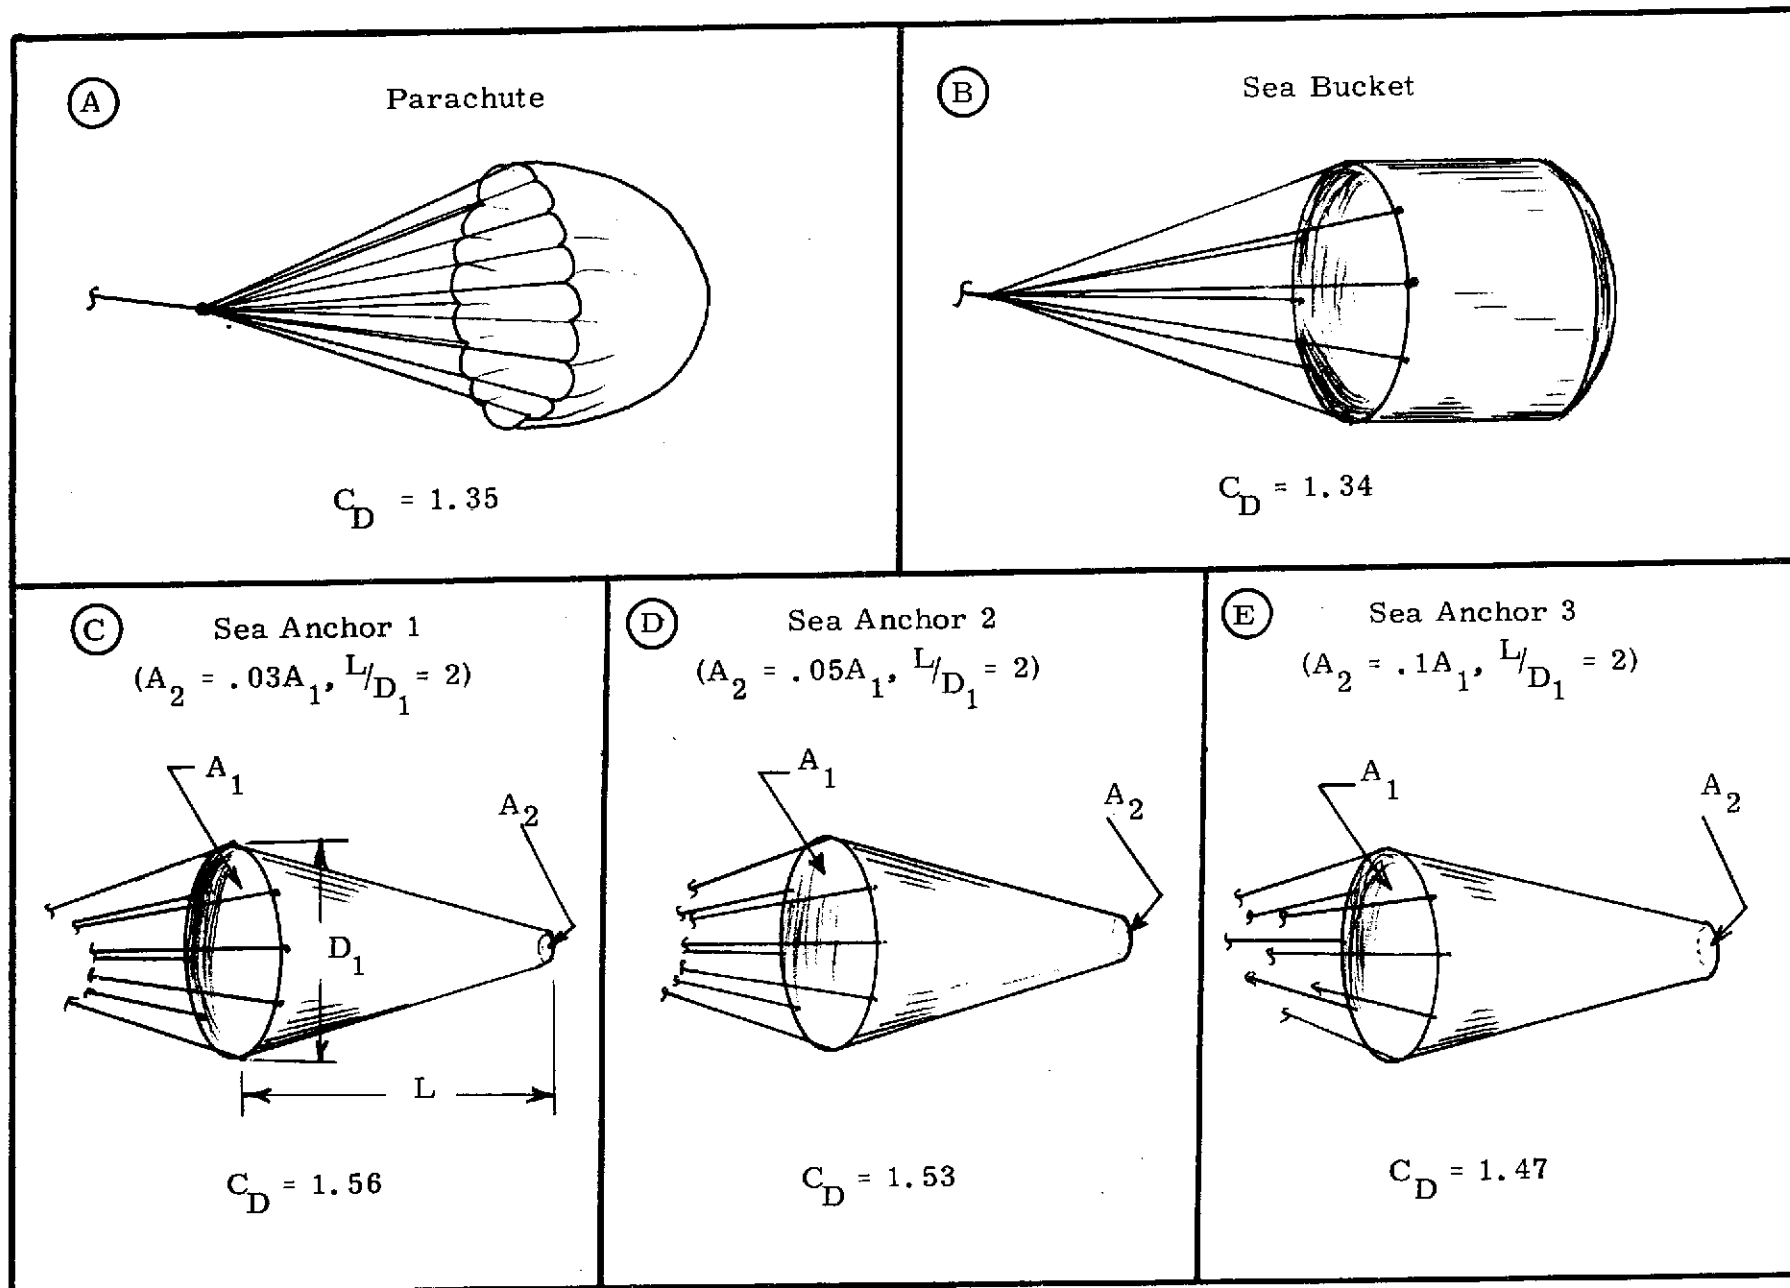 A
Parachute
C_D = 1.35
B
Sea Bucket
C_D = 1.34
C
Sea Anchor 1
(A_2 = .03A_1, L/D_1 = 2)
A_1
A_2
D_1
L
C_D = 1.56
D
Sea Anchor 2
(A_2 = .05A_1, L/D_1 = 2)
A_1
A_2
C_D = 1.53
E
Sea Anchor 3
(A_2 = .1A_1, L/D_1 = 2)
A_1
A_2
C_D = 1.47